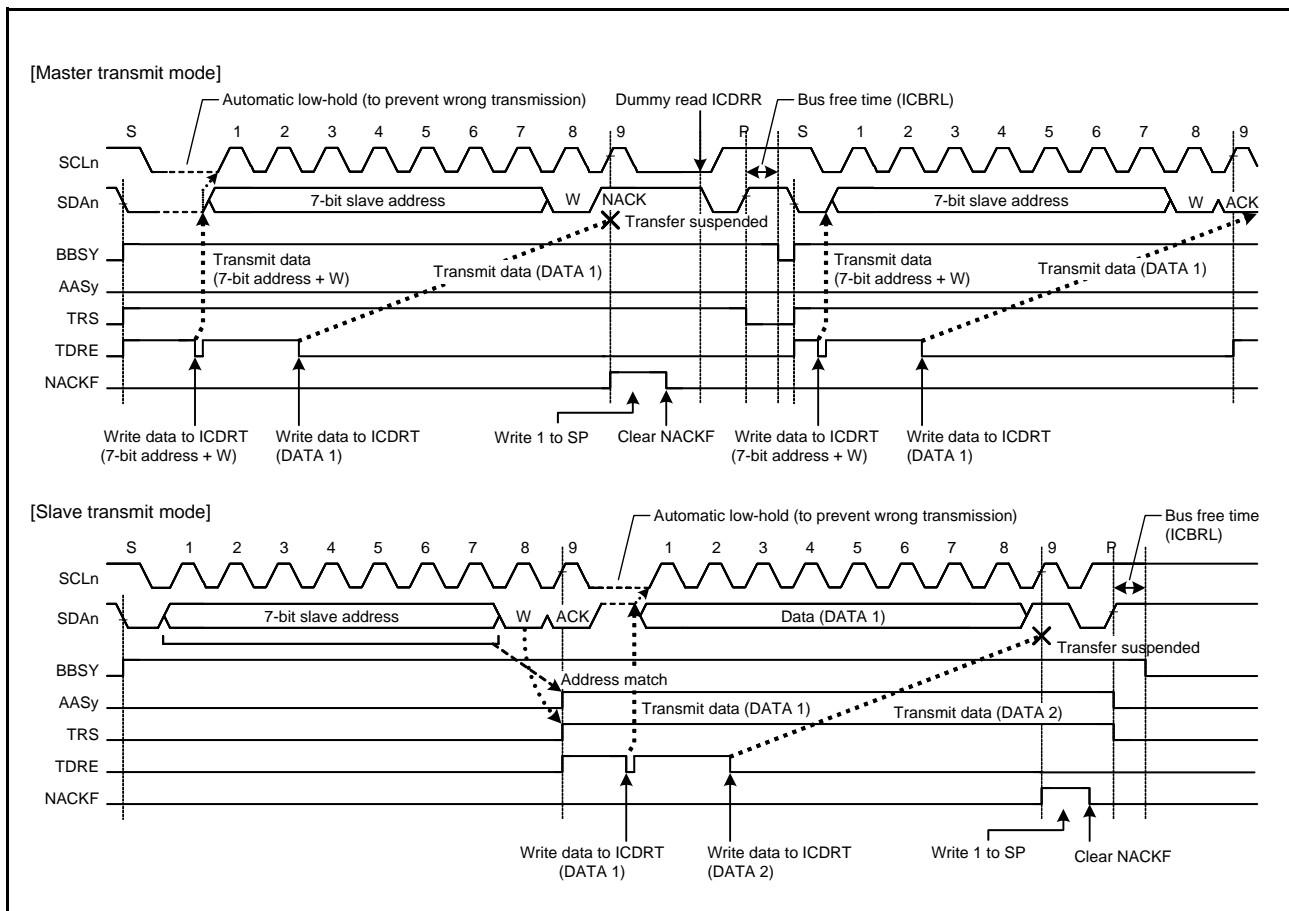 [Master transmit mode]
Automatic low-hold (to prevent wrong transmission)
Dummy read ICDRR
Bus free time (ICBRL)
S 1 2 3 4 5 6 7 8 9 P S 1 2 3 4 5 6 7 8 9
SCLn
SDAn 7-bit slave address W NACK 7-bit slave address W ACK
Transfer suspended
BBSY
Transmit data
(7-bit address + W)
Transmit data (DATA 1)
Transmit data
(7-bit address + W)
Transmit data (DATA 1)
AASy
TRS
TDRE
NACKF
Write data to ICDRT
(7-bit address + W)
Write data to ICDRT
(DATA 1)
Write 1 to SP
Clear NACKF
Write data to ICDRT
(7-bit address + W)
Write data to ICDRT
(DATA 1)
[Slave transmit mode]
Automatic low-hold (to prevent wrong transmission)
Bus free time
(ICBRL)
S 1 2 3 4 5 6 7 8 9 1 2 3 4 5 6 7 8 9 P
SCLn
SDAn 7-bit slave address W ACK Data (DATA 1)
Transfer suspended
BBSY
Address match
AASy
Transmit data (DATA 1)
Transmit data (DATA 2)
TRS
TDRE
NACKF
Write data to ICDRT
(DATA 1)
Write data to ICDRT
(DATA 2)
Write 1 to SP
Clear NACKF